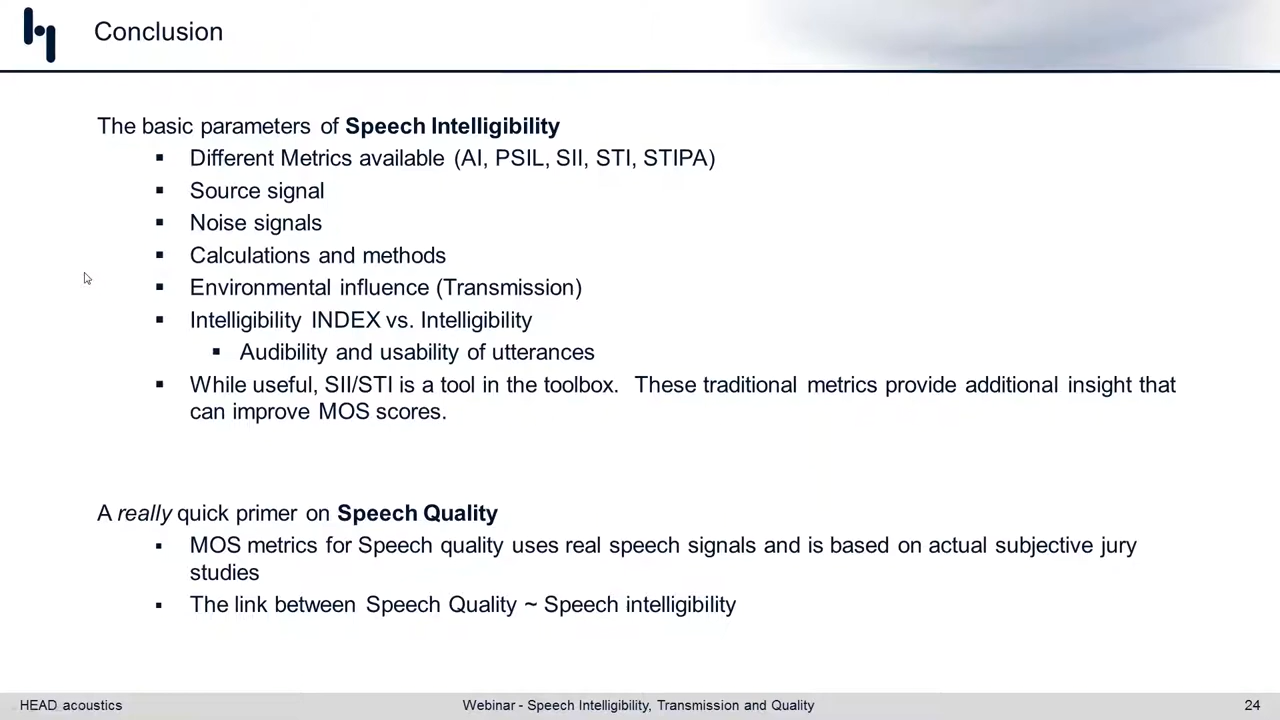 Conclusion
The basic parameters of Speech Intelligibility
▪ Different Metrics available (AI, PSIL, SII, STI, STIPA)
▪ Source signal
▪ Noise signals
▪ Calculations and methods
▪ Environmental influence (Transmission)
▪ Intelligibility INDEX vs. Intelligibility
▪ Audibility and usability of utterances
▪ While useful, SII/STI is a tool in the toolbox. These traditional metrics provide additional insight that
can improve MOS scores.
A really quick primer on Speech Quality
▪ MOS metrics for Speech quality uses real speech signals and is based on actual subjective jury
studies
▪ The link between Speech Quality ~ Speech intelligibility
HEAD acoustics Webinar - Speech Intelligibility, Transmission and Quality 24